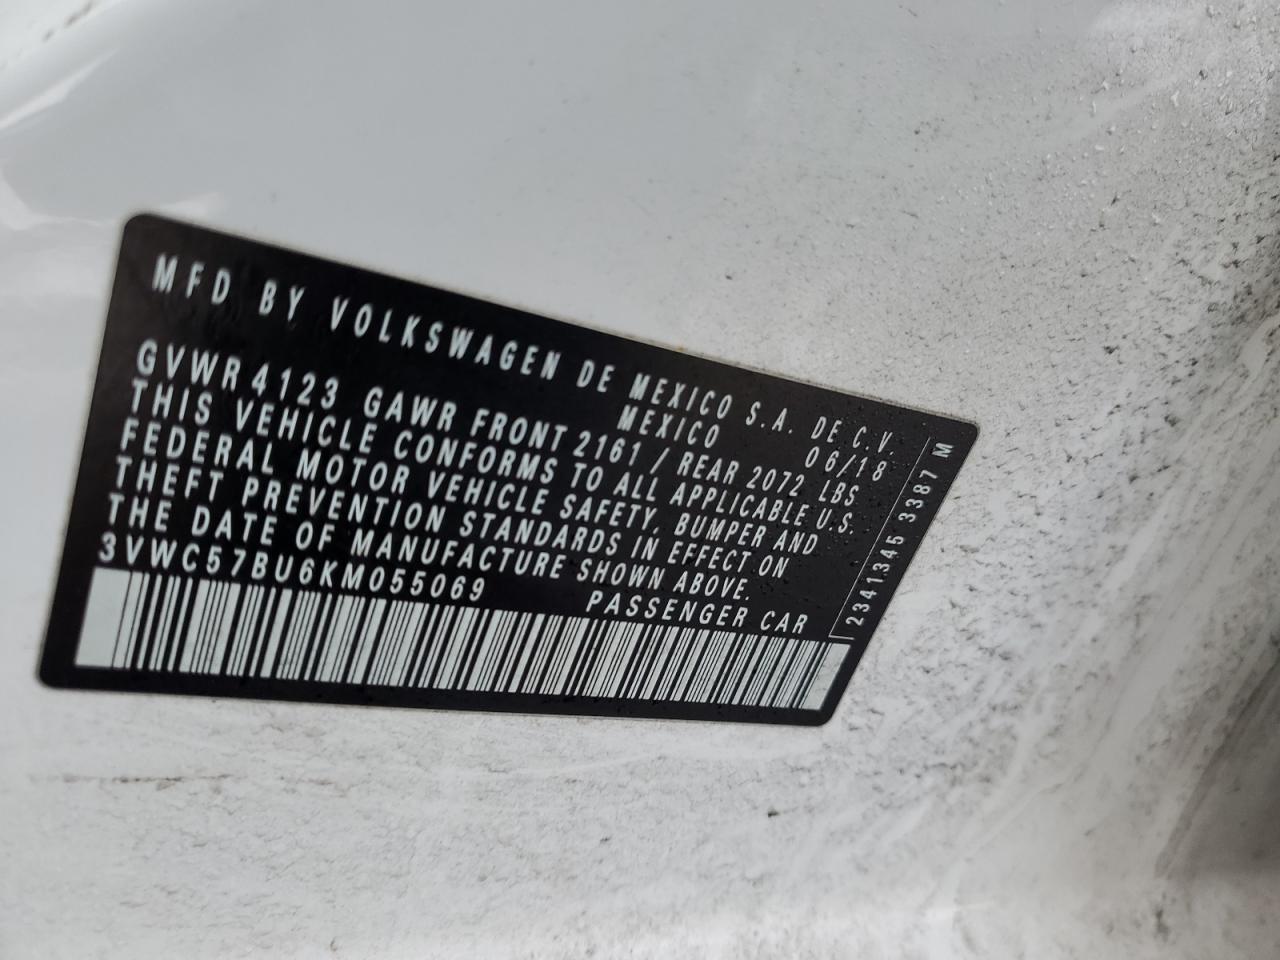 MFD BY VOLKSWAGEN DE MEXICO S.A. DE C.V.
MEXICO 06/18
GVWR 4123 GAWR FRONT 2161 / REAR 2072 LBS
THIS VEHICLE CONFORMS TO ALL APPLICABLE U.S.
FEDERAL MOTOR VEHICLE SAFETY, BUMPER AND
THEFT PREVENTION STANDARDS IN EFFECT ON
THE DATE OF MANUFACTURE SHOWN ABOVE.
3VWC57BU6KM055069 PASSENGER CAR
2341345 3387 M